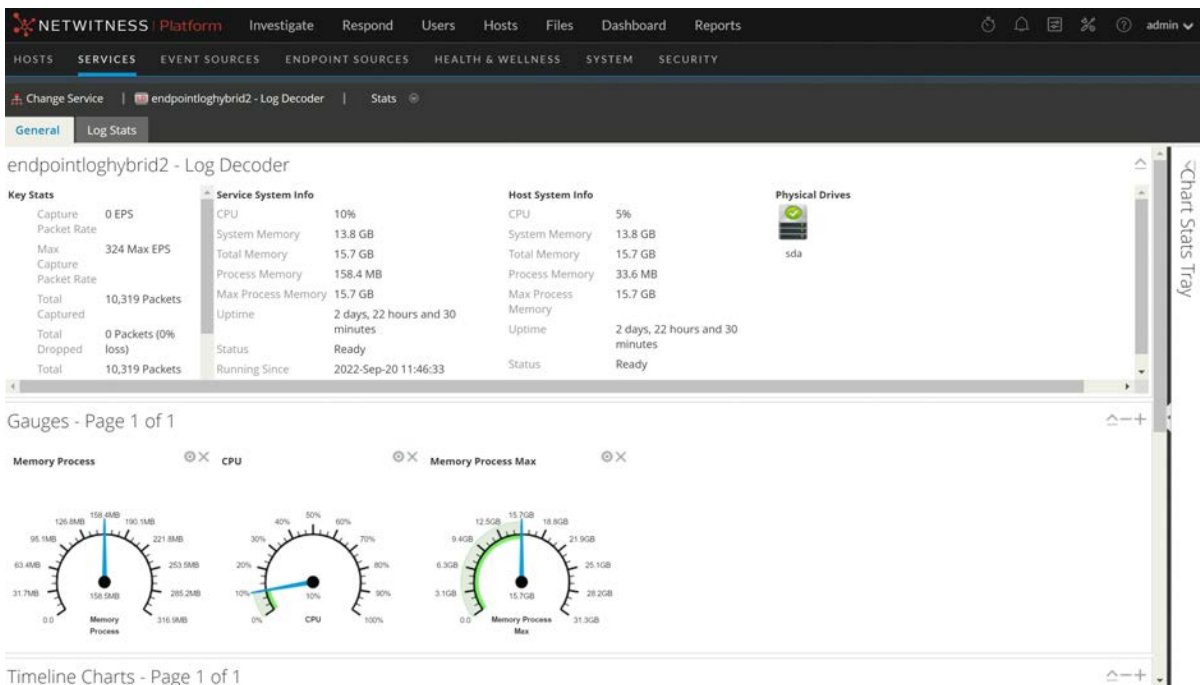 NETWITNESS Platform Investigate Respond Users Hosts Files Dashboard Reports admin
HOSTS SERVICES EVENT SOURCES ENDPOINT SOURCES HEALTH & WELLNESS SYSTEM SECURITY
Change Service | endpointloghybrid2 - Log Decoder | Stats
General Log Stats
endpointloghybrid2 - Log Decoder
Key Stats
Capture Packet Rate 0 EPS
Max Capture Packet Rate 324 Max EPS
Total Captured 10,319 Packets
Total Dropped 0 Packets (0% loss)
Total 10,319 Packets
Service System Info
CPU 10%
System Memory 13.8 GB
Total Memory 15.7 GB
Process Memory 158.4 MB
Max Process Memory 15.7 GB
Uptime 2 days, 22 hours and 30 minutes
Status Ready
Running Since 2022-Sep-20 11:46:33
Host System Info
CPU 5%
System Memory 13.8 GB
Total Memory 15.7 GB
Process Memory 33.6 MB
Max Process Memory 15.7 GB
Uptime 2 days, 22 hours and 30 minutes
Status Ready
Physical Drives
sda
Chart Stats Tray
Gauges - Page 1 of 1
Memory Process
0.0 31.7MB 63.4MB 95.1MB 126.8MB 158.4MB 190.1MB 221.8MB 253.5MB 285.2MB 316.9MB
158.5MB
Memory Process
CPU
0% 10% 20% 30% 40% 50% 60% 70% 80% 90% 100%
10%
CPU
Memory Process Max
0.0 3.1GB 6.3GB 9.4GB 12.5GB 15.7GB 18.8GB 21.9GB 25.1GB 28.2GB 31.3GB
15.7GB
Memory Process Max
Timeline Charts - Page 1 of 1